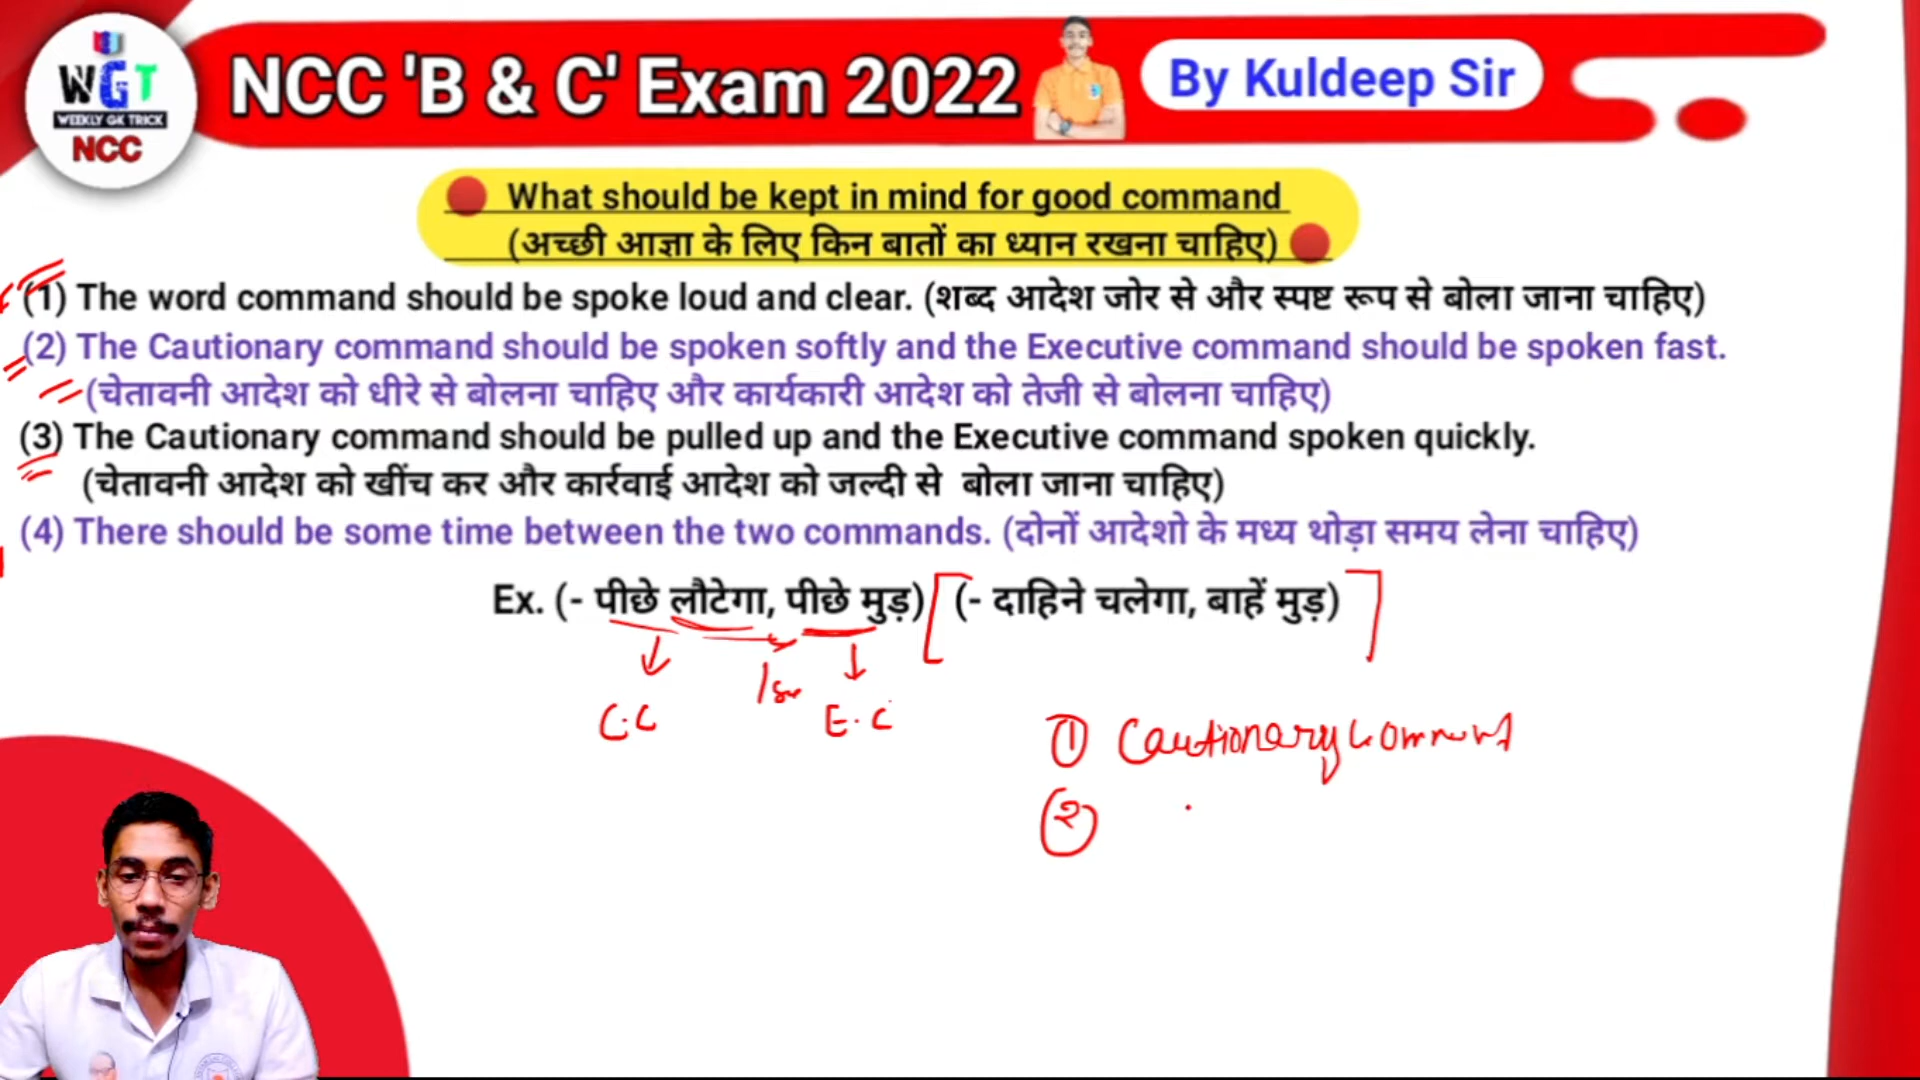 WGT
WEEKLY GK TRICK
NCC
NCC 'B & C' Exam 2022
By Kuldeep Sir
What should be kept in mind for good command
(अच्छी आज्ञा के लिए किन बातों का ध्यान रखना चाहिए)
(1) The word command should be spoke loud and clear. (शब्द आदेश जोर से और स्पष्ट रूप से बोला जाना चाहिए)
(2) The Cautionary command should be spoken softly and the Executive command should be spoken fast.
(चेतावनी आदेश को धीरे से बोलना चाहिए और कार्यकारी आदेश को तेजी से बोलना चाहिए)
(3) The Cautionary command should be pulled up and the Executive command spoken quickly.
(चेतावनी आदेश को खींच कर और कार्रवाई आदेश को जल्दी से बोला जाना चाहिए)
(4) There should be some time between the two commands. (दोनों आदेशो के मध्य थोड़ा समय लेना चाहिए)
Ex. (- पीछे लौटेगा, पीछे मुड़) (- दाहिने चलेगा, बाहें मुड़)
C.C E.C
① Cautionary
②